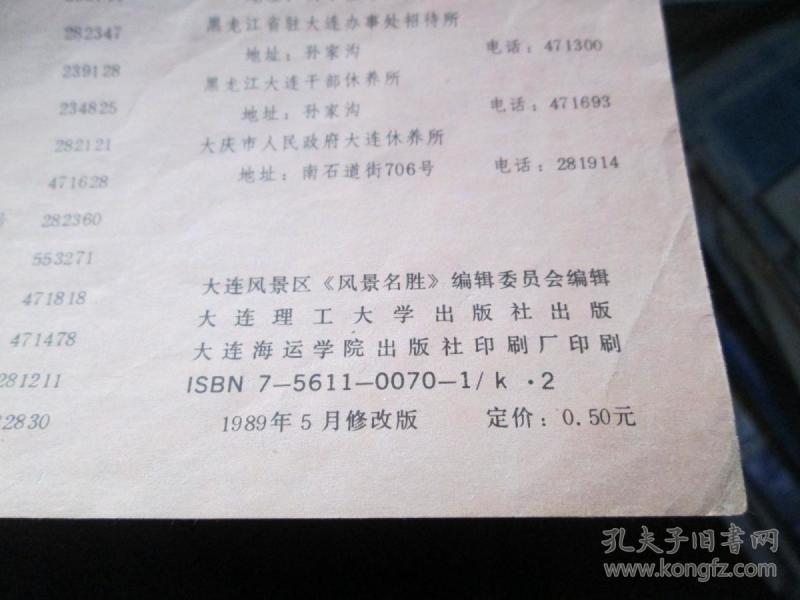 282347
239128
234825
282121
471628
282360
553271
471818
471478
281211
黑龙江省驻大连办事处招待所
地址：孙家沟 电话：471300
黑龙江大连干部休养所
地址：孙家沟 电话：471693
大庆市人民政府大连休养所
地址：南石道街706号 电话：281914
大连风景区《风景名胜》编辑委员会编辑
大连理工大学出版社出版
大连海运学院出版社印刷厂印刷
ISBN 7—5611—0070—1/k·2
1989年5月修改版 定价：0.50元
孔夫子旧书网
www.kongfz.com